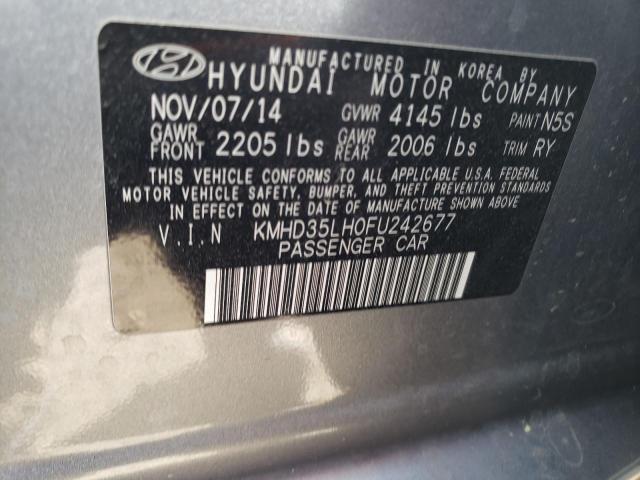 MANUFACTURED IN KOREA BY
HYUNDAI MOTOR COMPANY
NOV/07/14 GVWR 4145 lbs PAINT N5S
GAWR FRONT 2205 lbs GAWR REAR 2006 lbs TRIM RY
THIS VEHICLE CONFORMS TO ALL APPLICABLE U.S.A. FEDERAL
MOTOR VEHICLE SAFETY, BUMPER, AND THEFT PREVENTION STANDARDS
IN EFFECT ON THE DATE OF MANUFACTURE SHOWN ABOVE.
V.I.N KMHD35LH0FU242677
PASSENGER CAR